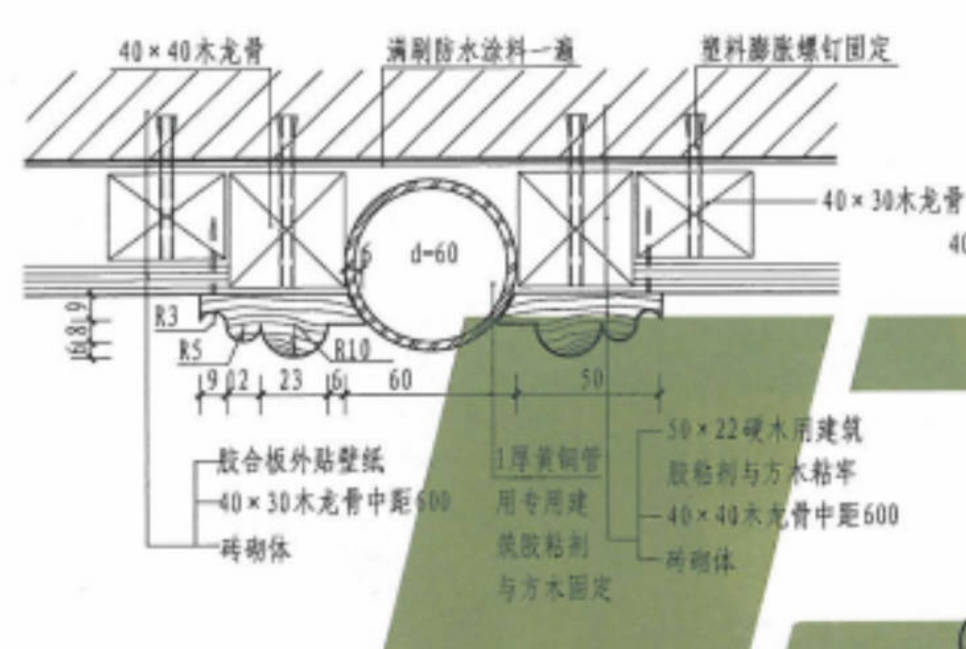 40×40木龙骨
满刷防水涂料一遍
塑料膨胀螺钉固定
40×30木龙骨
40
6
d=60
9
8
6
R3
R5
R10
9 12 23 6 60 50
胶合板外贴壁纸
40×30木龙骨中距600
砖砌体
1厚黄铜管
用专用建
筑胶粘剂
与方木固定
50×22硬木用建筑
胶粘剂与方木粘牢
40×40木龙骨中距600
砖砌体